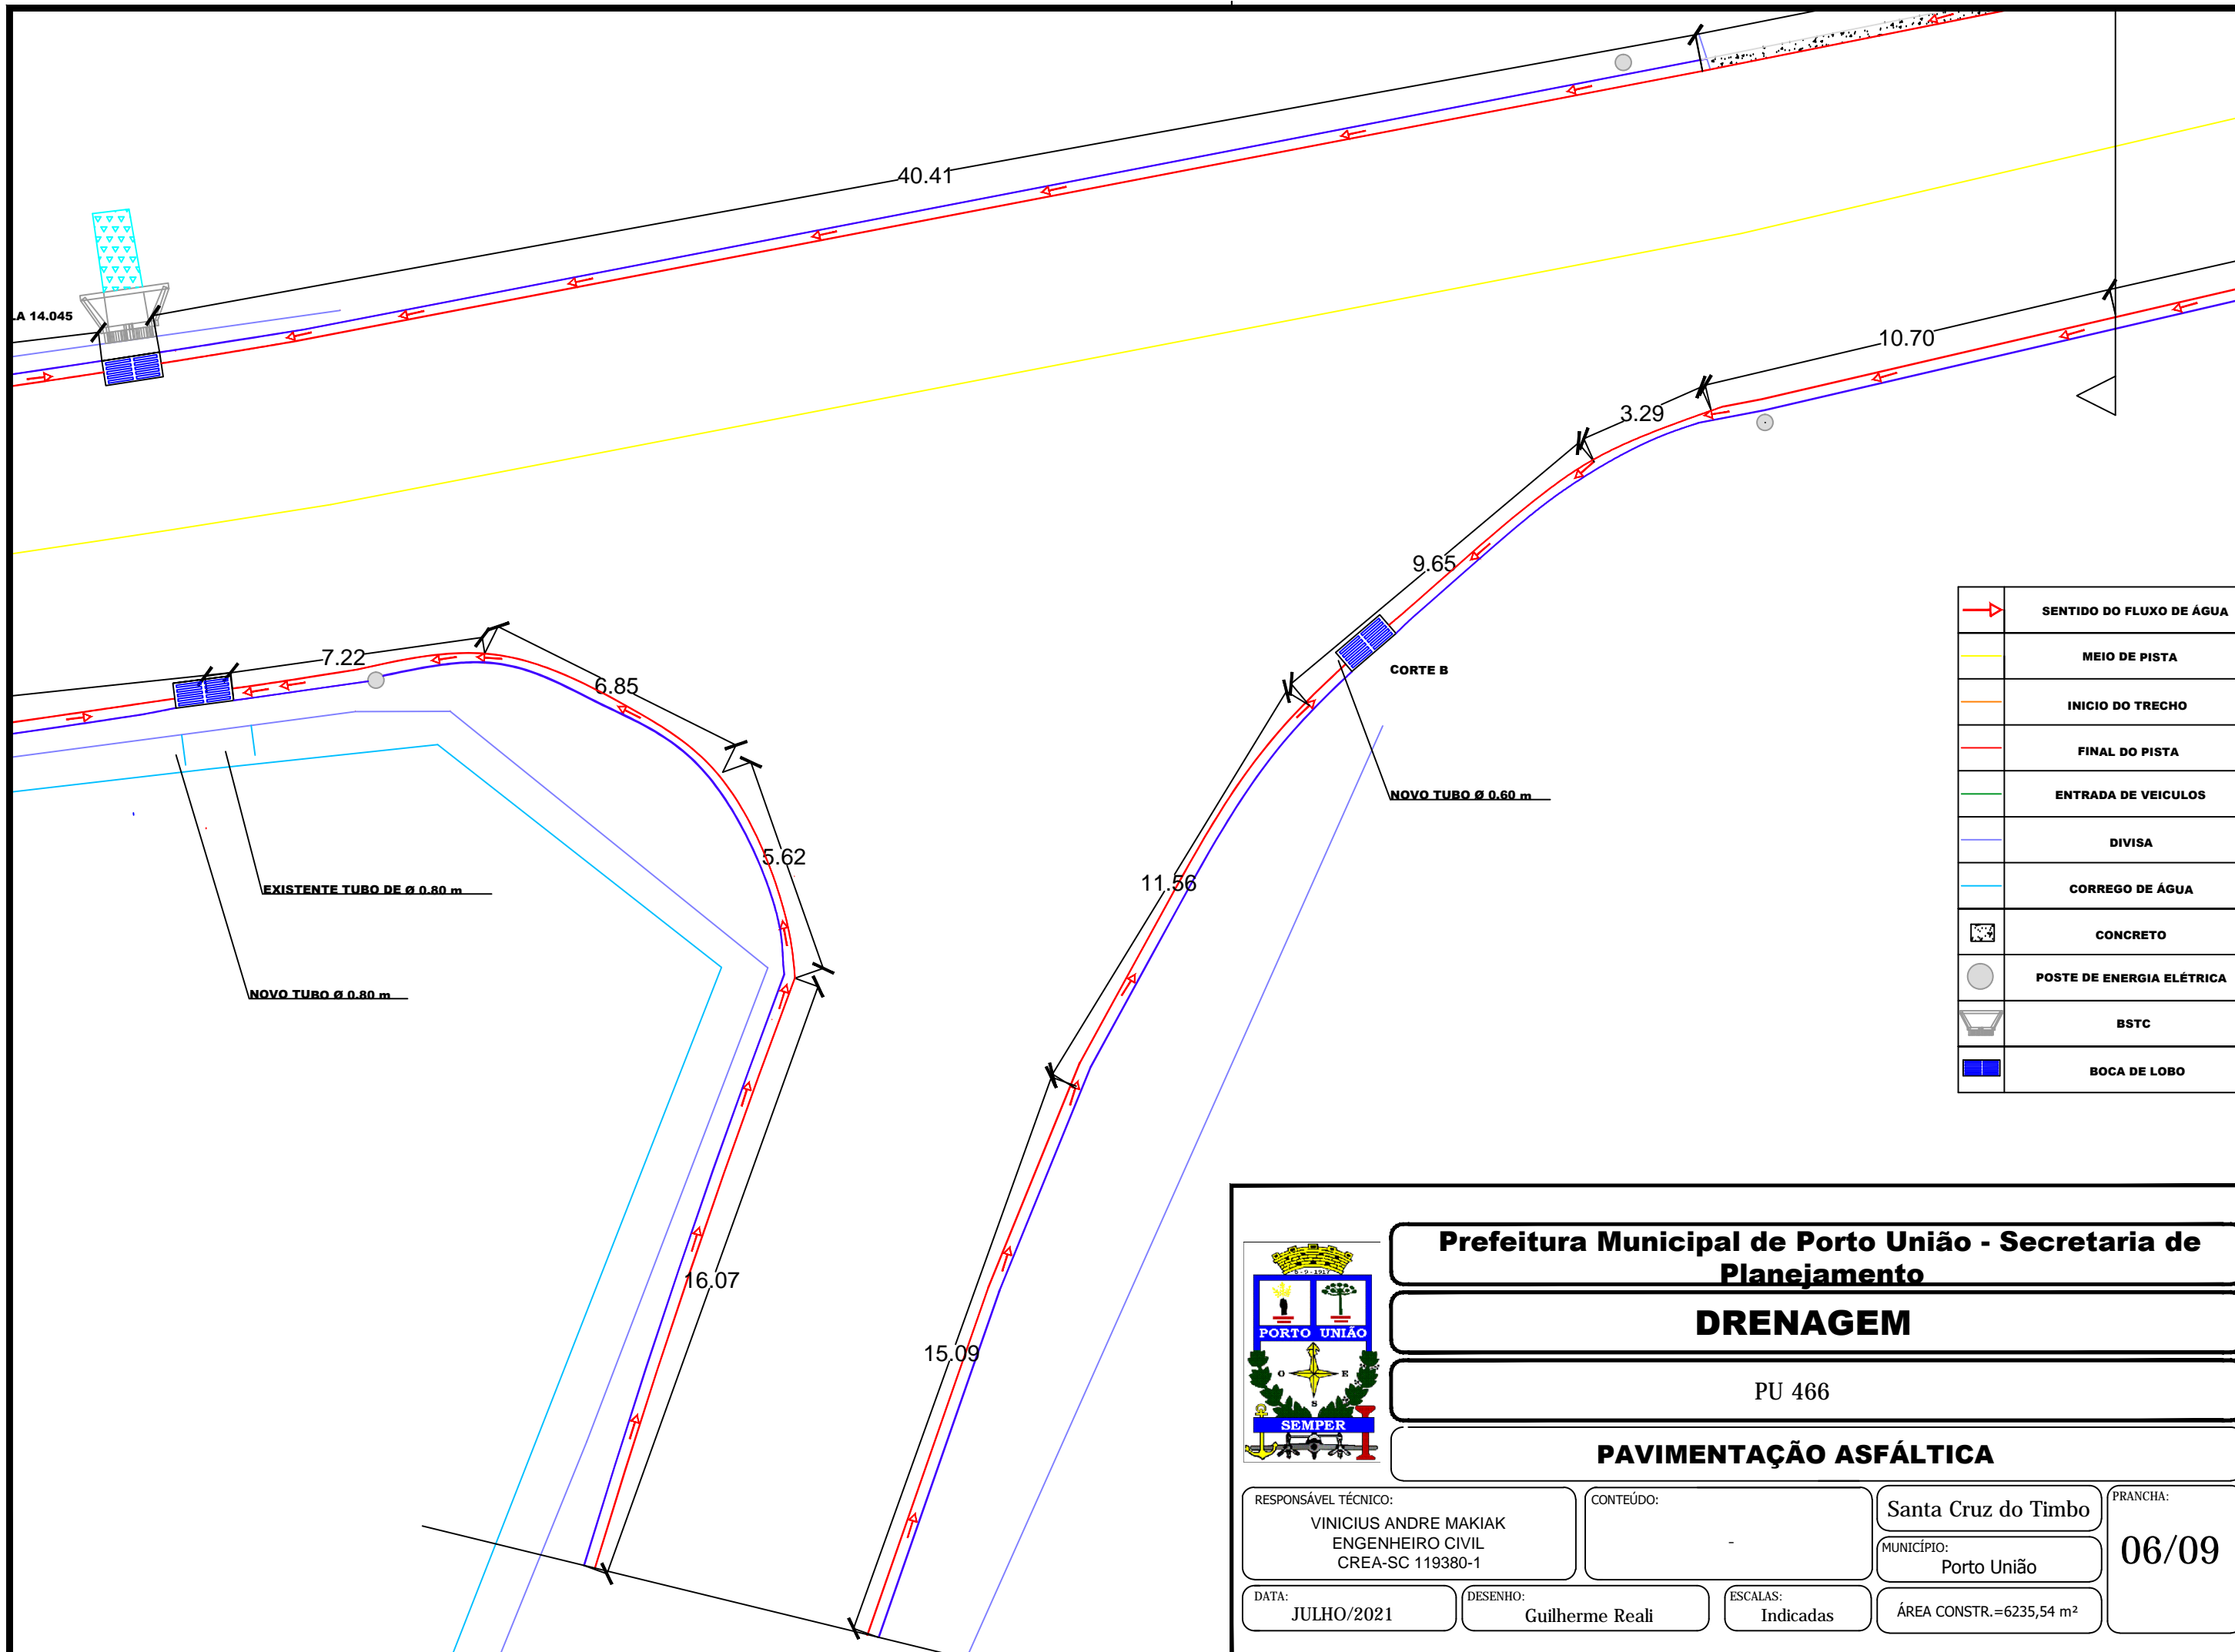 40.41
LA 14.045
10.70
3.29
9.65
7.22
6.85
CORTE B
NOVO TUBO Ø 0.60 m
5.62
11.56
EXISTENTE TUBO DE Ø 0.80 m
NOVO TUBO Ø 0.80 m
16.07
15.09
SENTIDO DO FLUXO DE ÁGUA
MEIO DE PISTA
INICIO DO TRECHO
FINAL DO PISTA
ENTRADA DE VEICULOS
DIVISA
CORREGO DE ÁGUA
CONCRETO
POSTE DE ENERGIA ELÉTRICA
BSTC
BOCA DE LOBO
5-9-1917
PORTO UNIÃO
O E
S
SEMPER
Prefeitura Municipal de Porto União - Secretaria de
Planejamento
DRENAGEM
PU 466
PAVIMENTAÇÃO ASFÁLTICA
RESPONSÁVEL TÉCNICO:
VINICIUS ANDRE MAKIAK
ENGENHEIRO CIVIL
CREA-SC 119380-1
CONTEÚDO:
-
Santa Cruz do Timbo
MUNICÍPIO:
Porto União
PRANCHA:
06/09
DATA:
JULHO/2021
DESENHO:
Guilherme Reali
ESCALAS:
Indicadas
ÁREA CONSTR.=6235,54 m²